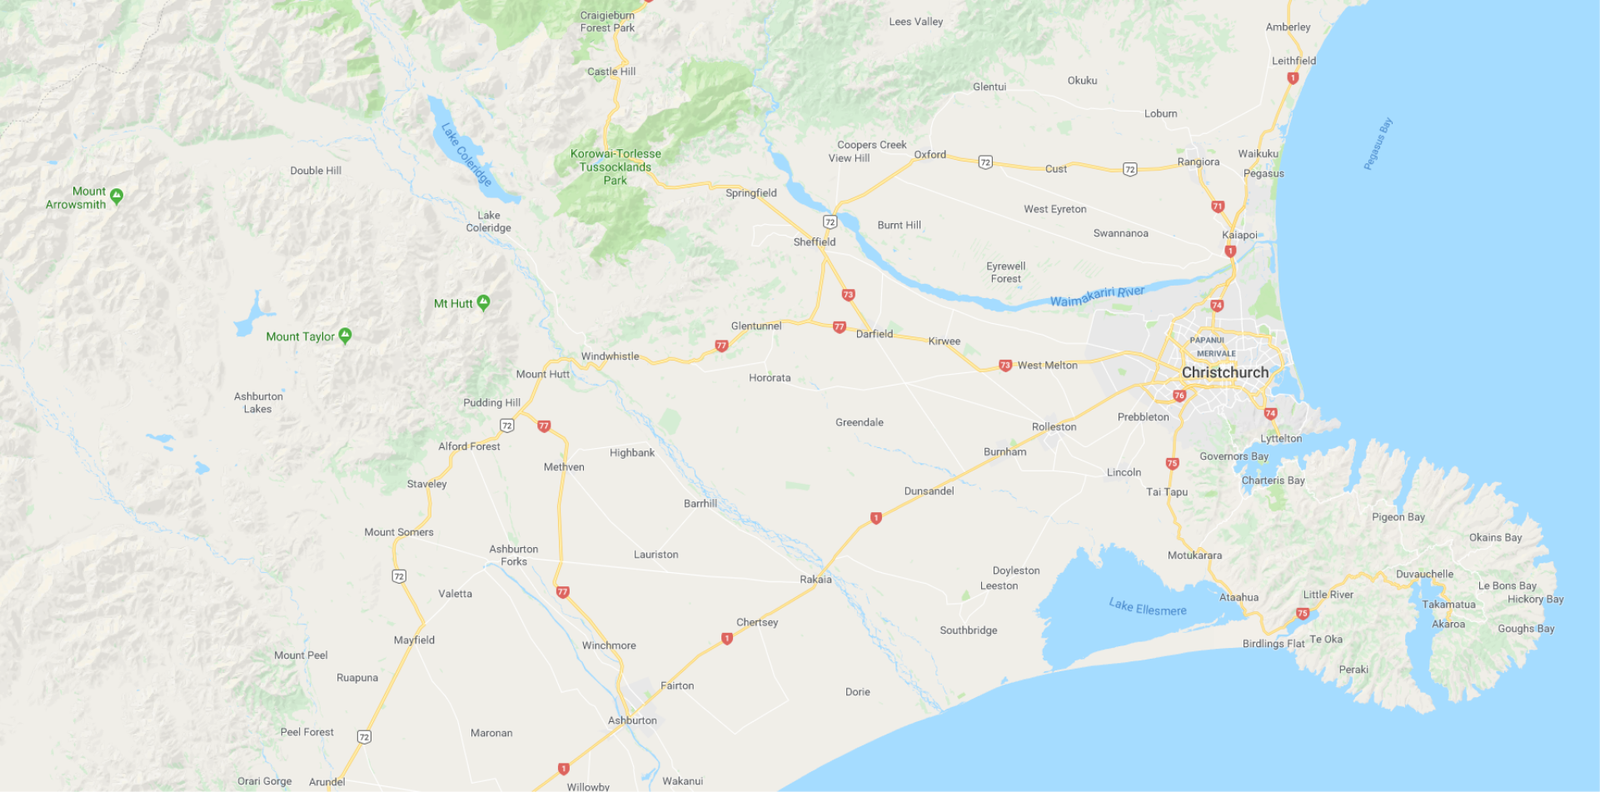 Craigieburn
Forest Park
Lees Valley
Amberley
Leithfield
1
Castle Hill
Okuku
Glentui
Loburn
Lake Coleridge
Pegasus Bay
Coopers Creek
View Hill
Oxford
72
Cust
72
Rangiora
Waikuku
Pegasus
Korowai-Torlesse
Tussocklands
Park
Double Hill
Mount
Arrowsmith
Springfield
71
West Eyreton
Lake
Coleridge
72
Burnt Hill
Swannanoa
Kaiapoi
Sheffield
1
Eyrewell
Forest
Waimakariri River
73
74
Mt Hutt
Mount Taylor
Glentunnel
77
Darfield
77
Kirwee
PAPANUI
MERIVALE
Windwhistle
73
West Melton
Christchurch
Mount Hutt
Hororata
Ashburton
Lakes
Pudding Hill
76
74
72
77
Greendale
Prebbleton
Rolleston
Lyttelton
Alford Forest
Highbank
Burnham
Governors Bay
Methven
75
Lincoln
Charteris Bay
Staveley
Dunsandel
Tai Tapu
Barrhill
1
Pigeon Bay
Mount Somers
Okains Bay
Ashburton
Forks
Lauriston
Motukarara
72
Rakaia
Doyleston
Leeston
Duvauchelle
Le Bons Bay
Valetta
77
Ataahua
Little River
Hickory Bay
Lake Ellesmere
75
Takamatua
Akaroa
Chertsey
Southbridge
Goughs Bay
Mayfield
1
Winchmore
Birdlings Flat
Te Oka
Mount Peel
Peraki
Ruapuna
Fairton
Dorie
Ashburton
Peel Forest
72
Maronan
1
Orari Gorge
Arundel
Willowby
Wakanui